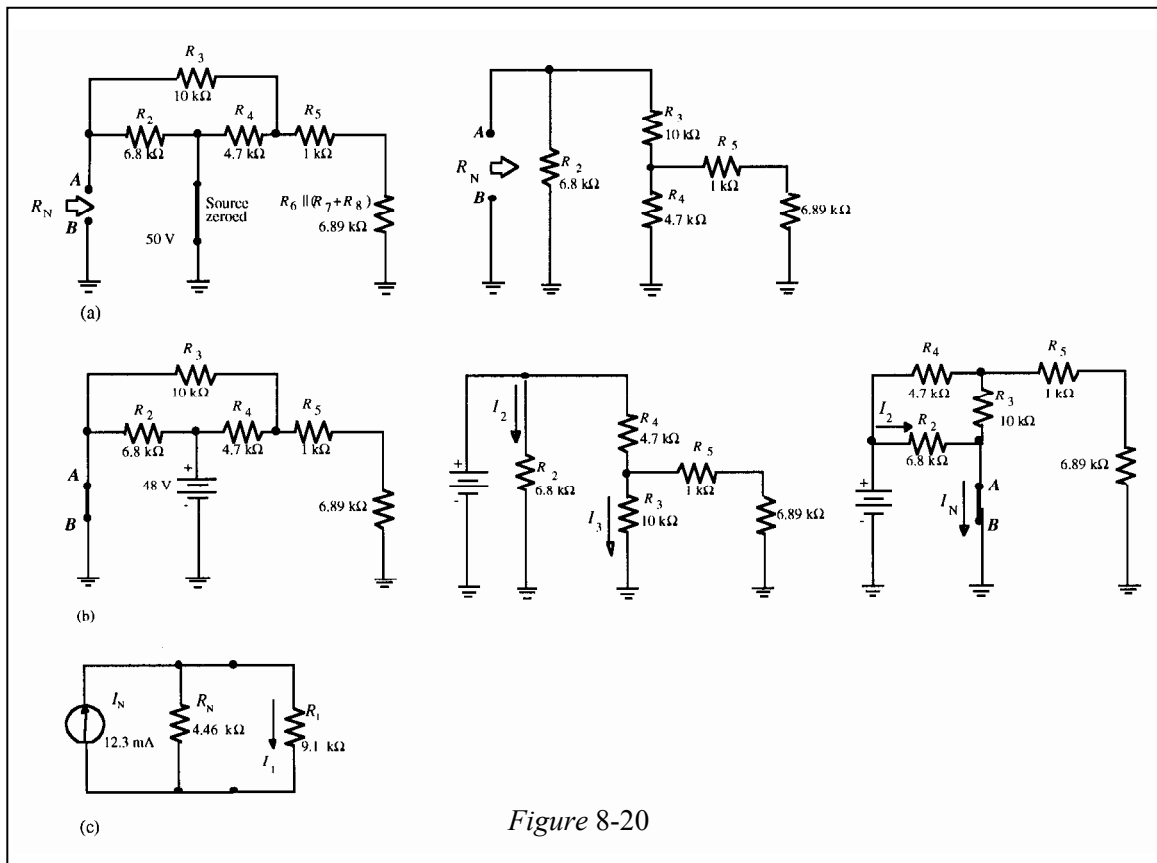 R3
10 kΩ
R2
6.8 kΩ
R4
4.7 kΩ
R5
1 kΩ
A
RN
B
Source
zeroed
50 V
R6 || (R7 + R8)
6.89 kΩ
(a)
A
RN
B
R2
6.8 kΩ
R3
10 kΩ
R5
1 kΩ
R4
4.7 kΩ
6.89 kΩ
R3
10 kΩ
R2
6.8 kΩ
R4
4.7 kΩ
R5
1 kΩ
A
B
+
48 V
-
6.89 kΩ
(b)
I2
+
-
R2
6.8 kΩ
R4
4.7 kΩ
R5
1 kΩ
I3
R3
10 kΩ
6.89 kΩ
R4
4.7 kΩ
R5
1 kΩ
R3
10 kΩ
I2
R2
6.8 kΩ
+
-
IN
A
B
6.89 kΩ
IN
12.3 mA
RN
4.46 kΩ
I1
R1
9.1 kΩ
(c)
Figure 8-20